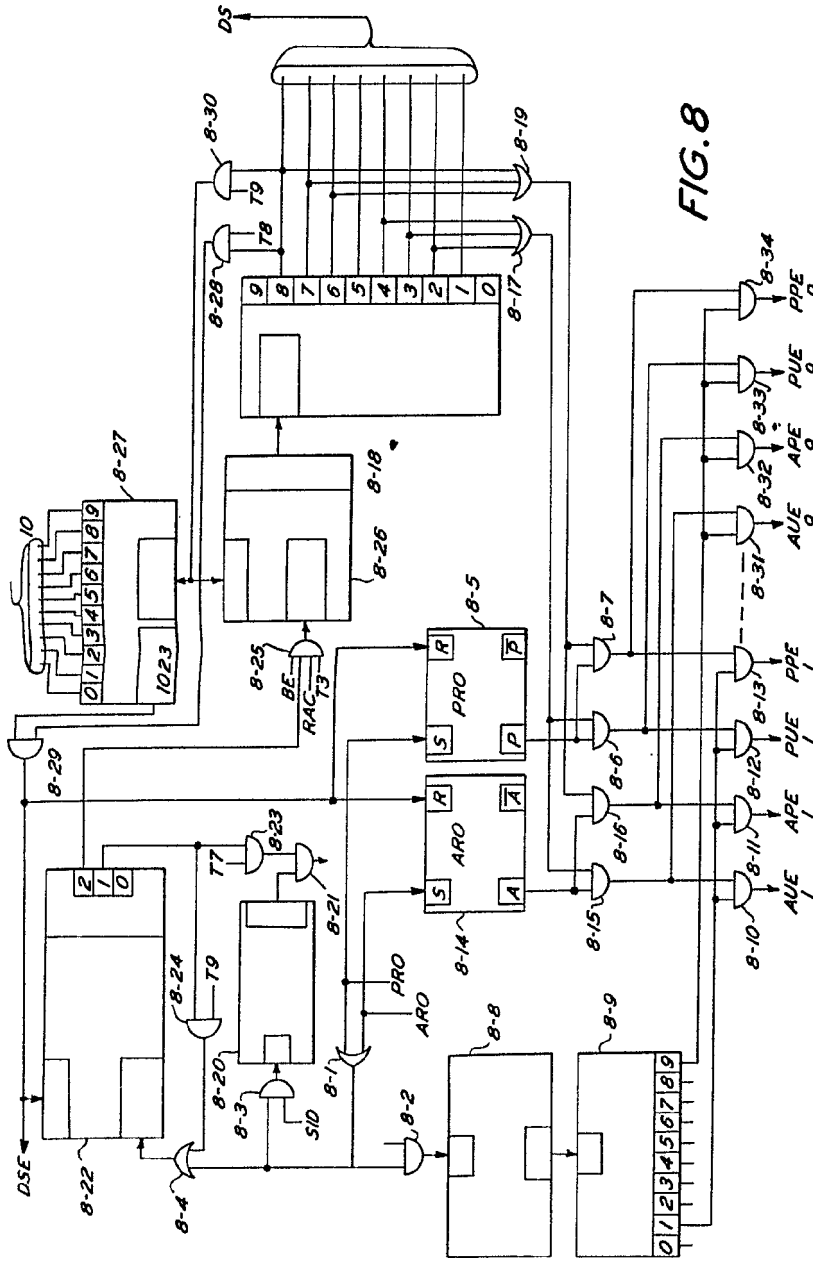 DS
8-30
T9
8-28
T8
8-19
8-17
FIG.8
9
8
7
6
5
4
3
2
1
0
10
8-27
0 1 2 3 4 5 6 7 8 9
1023
8-18
8-26
8-25
BE
RAC
T3
8-29
DSE
8-22
2
1
0
8-24
T9
T7
8-23
8-21
8-20
8-3
SID
8-4
8-1
PRO
ARO
8-2
8-5
S
R
PRO
P
P̅
8-14
S
R
ARO
A
A̅
8-7
8-6
8-16
8-15
8-8
8-9
0 1 2 3 4 5 6 7 8 9
8-34
8-33
8-32
8-31
8-13
8-12
8-11
8-10
AUE 1
APE 1
PUE 1
PPE 1
AUE 9
APE 9
PUE 9
PPE 9